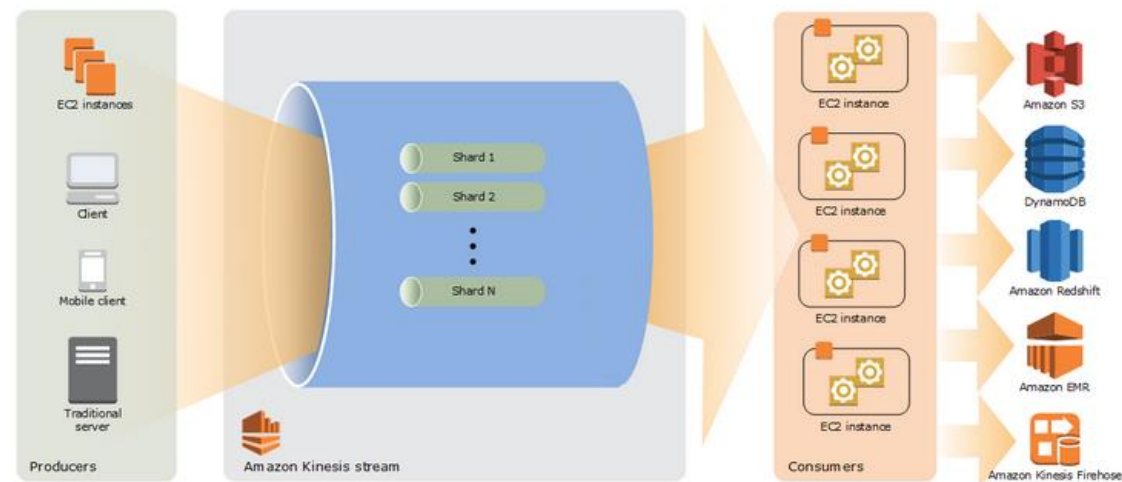 EC2 instances
Client
Mobile client
Traditional
server
Producers
Shard 1
Shard 2
Shard N
Amazon Kinesis stream
EC2 instance
EC2 instance
EC2 instance
EC2 instance
Consumers
Amazon S3
DynamoDB
Amazon Redshift
Amazon EMR
Amazon Kinesis Firehose